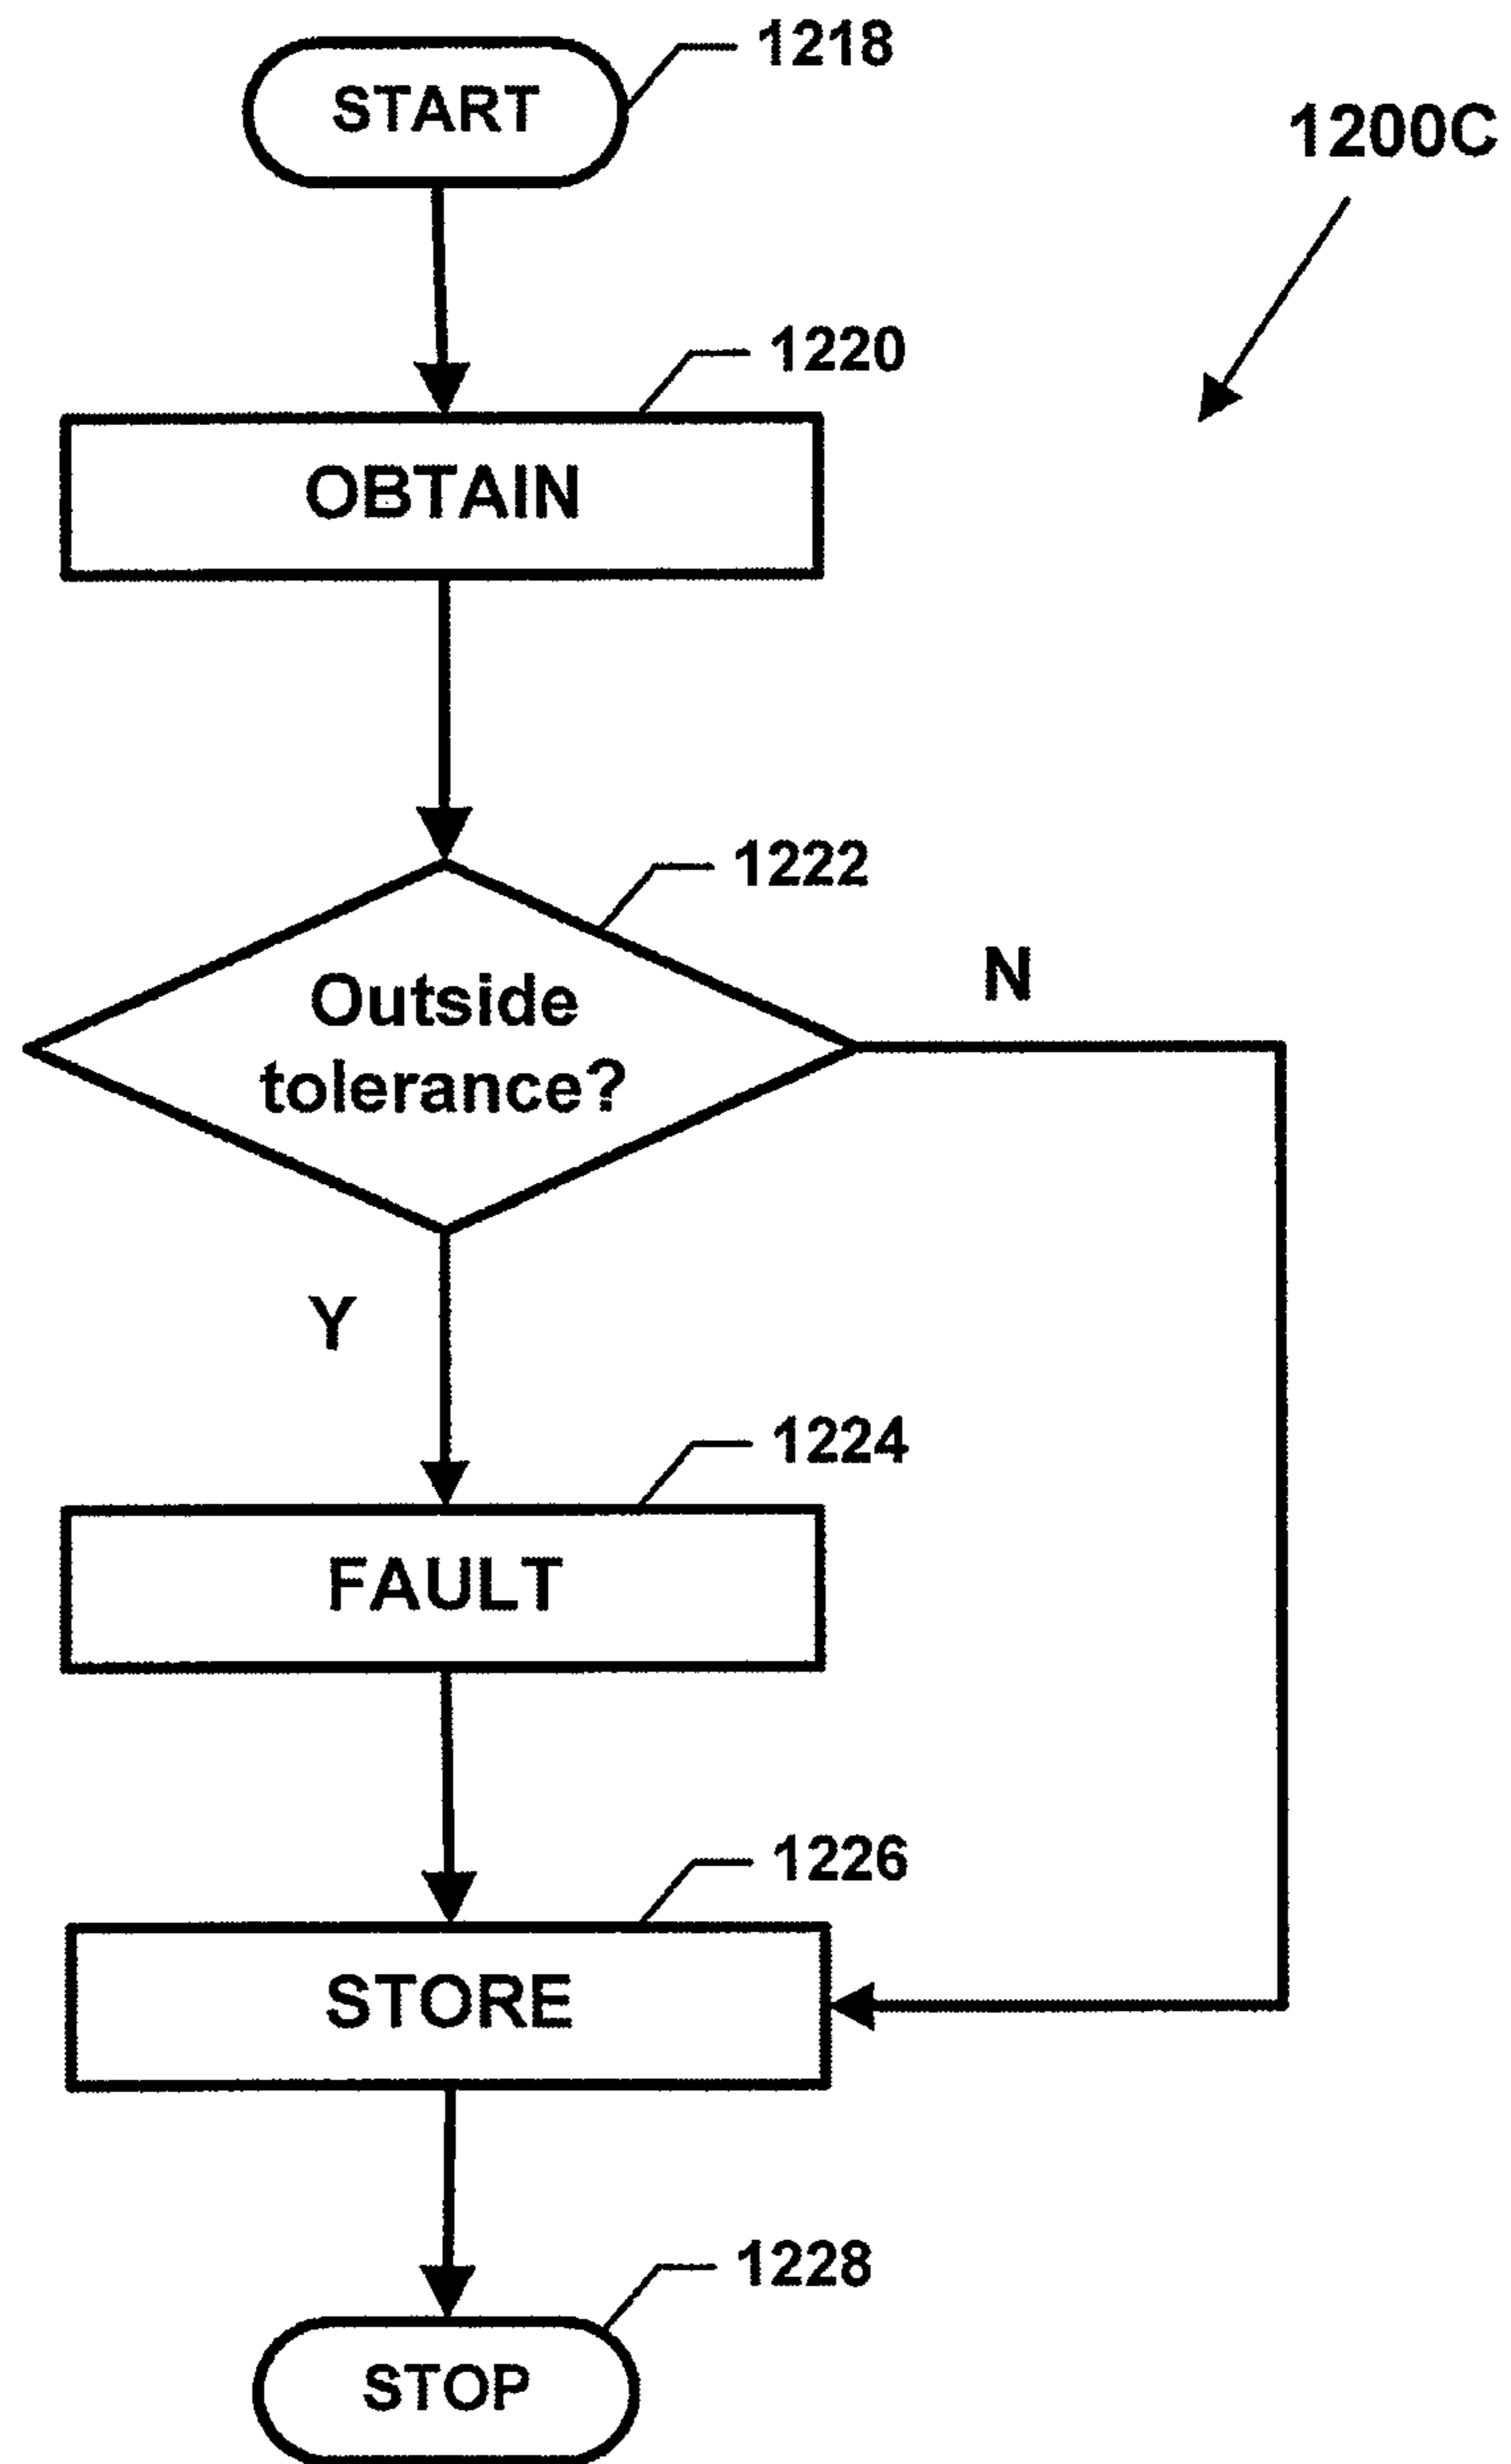 1218
START
1200C
1220
OBTAIN
1222
Outside
tolerance?
N
Y
1224
FAULT
1226
STORE
1228
STOP